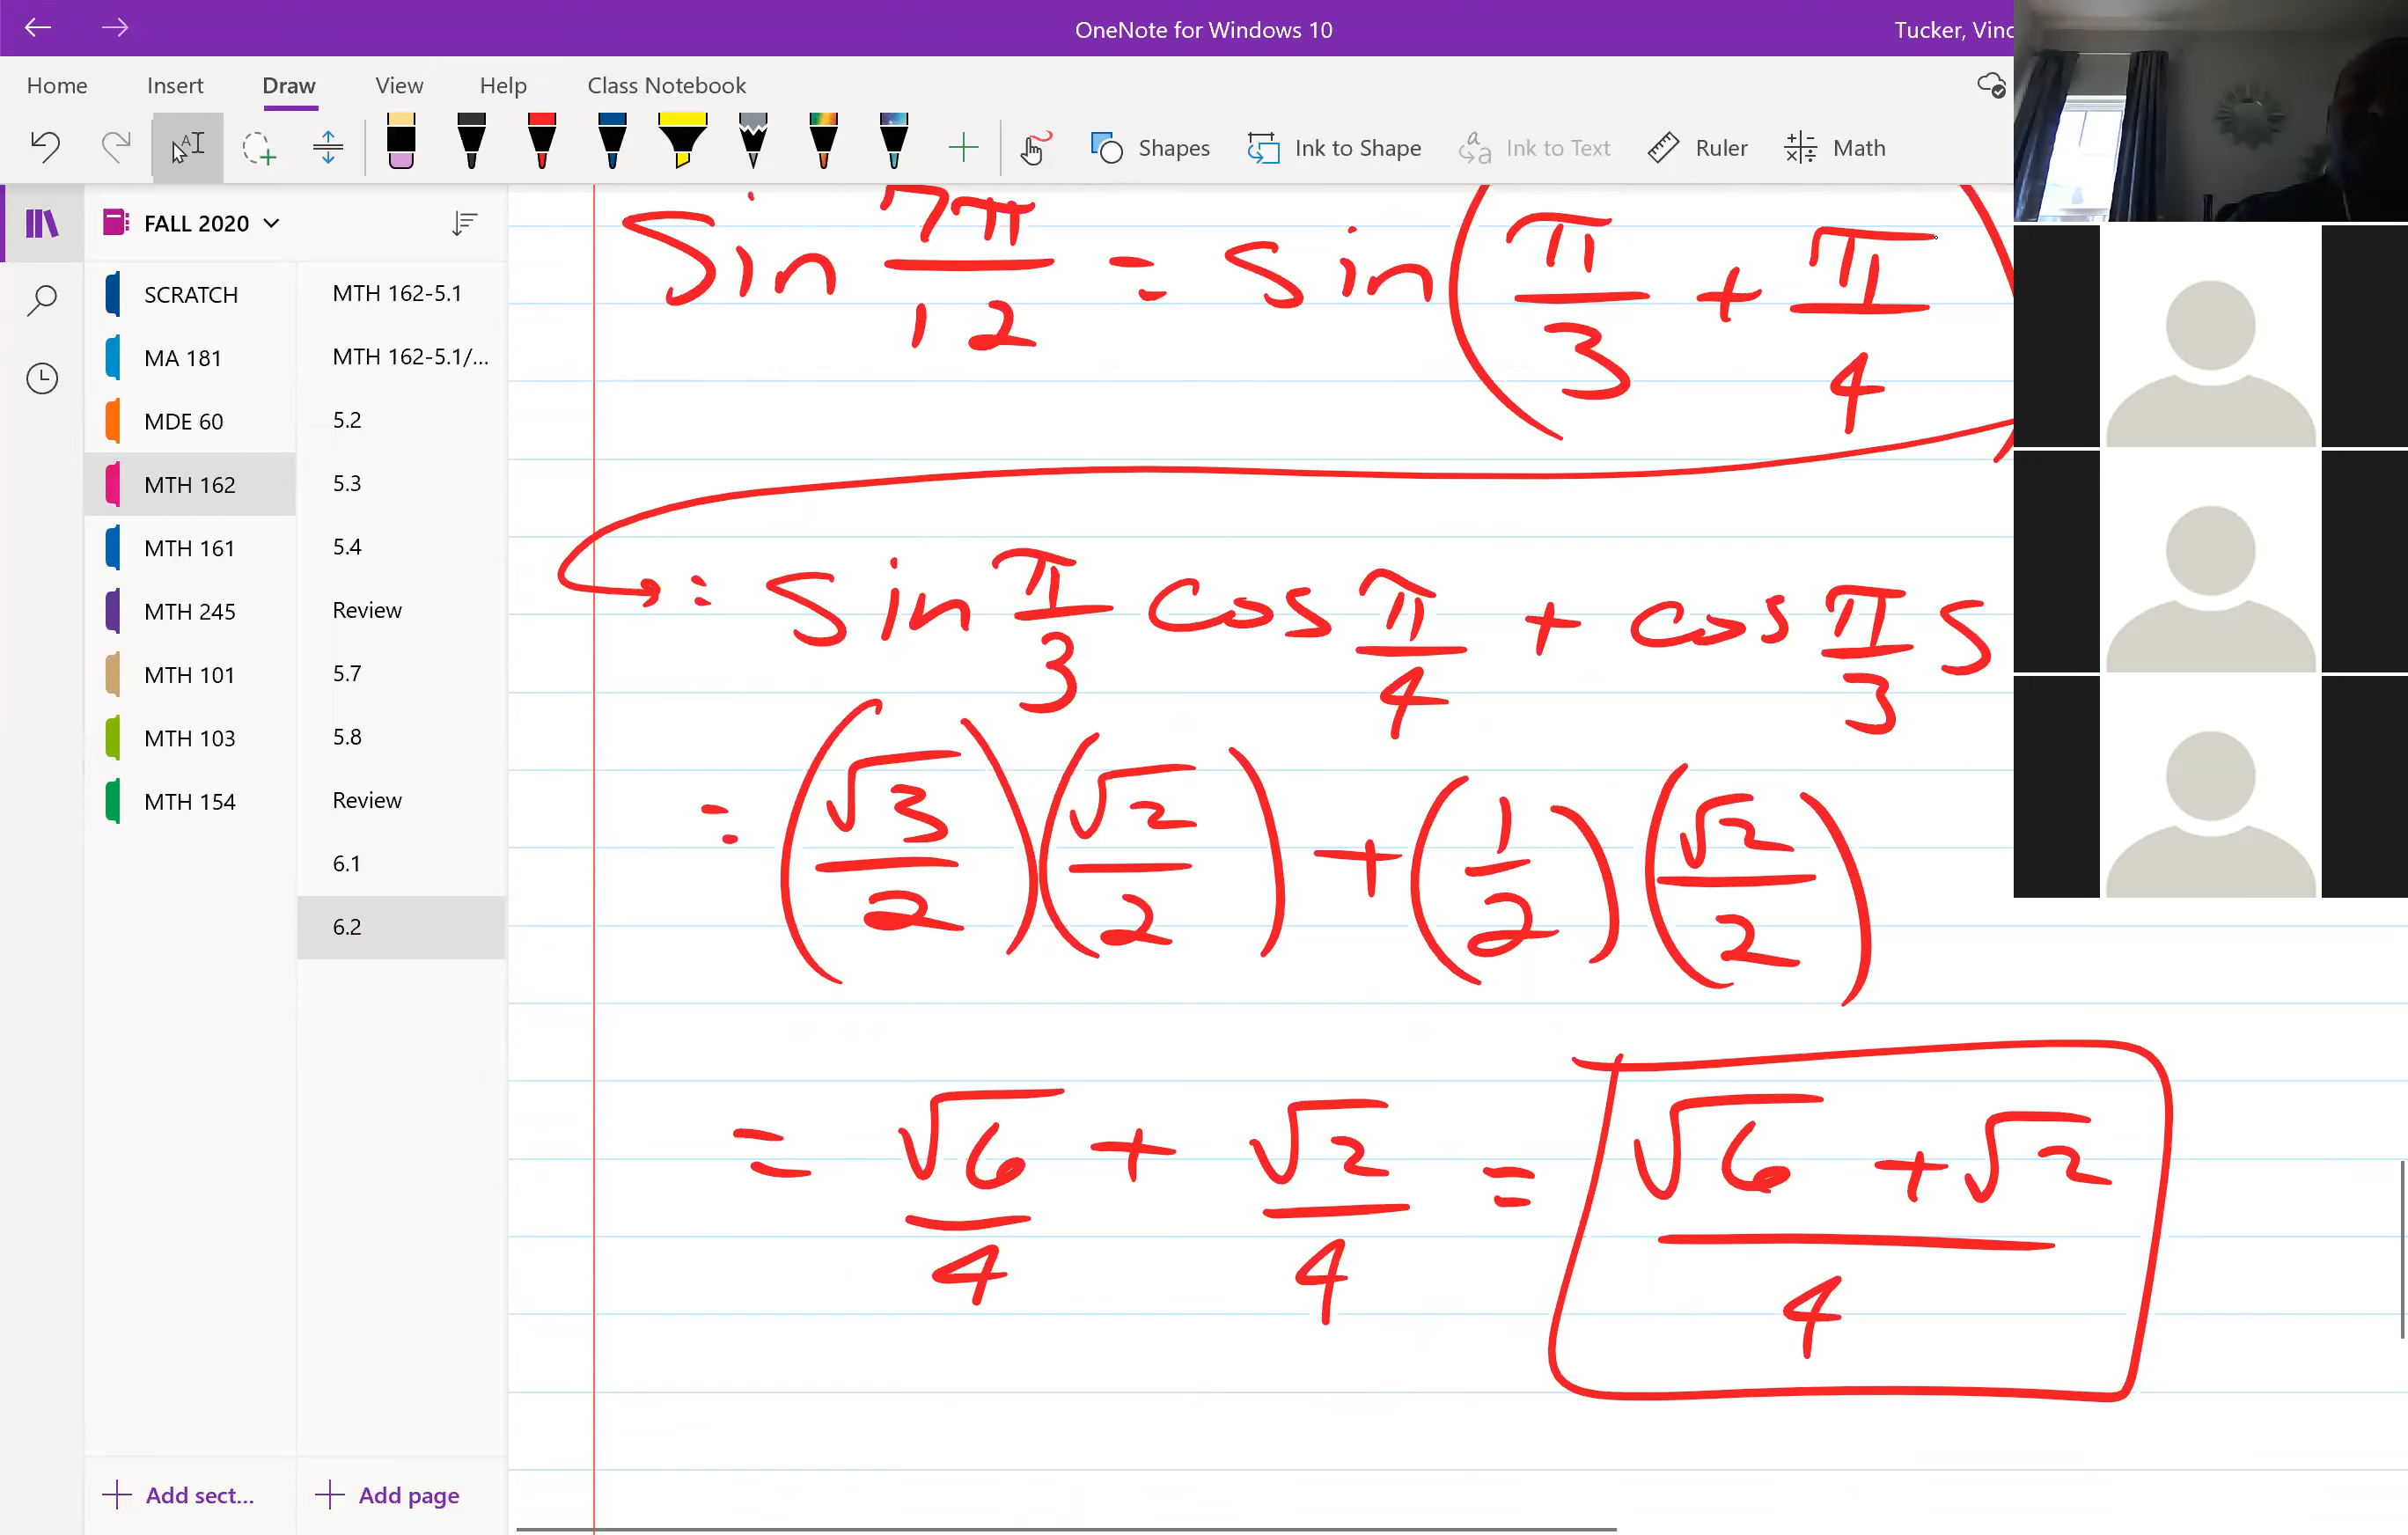 OneNote for Windows 10
Tucker, Vinc
Home Insert Draw View Help Class Notebook
Shapes Ink to Shape Ink to Text Ruler Math
FALL 2020
SCRATCH
MA 181
MDE 60
MTH 162
MTH 161
MTH 245
MTH 101
MTH 103
MTH 154
MTH 162-5.1
MTH 162-5.1/...
5.2
5.3
5.4
Review
5.7
5.8
Review
6.1
6.2
Add sect...
Add page
Sin 7π/12 = sin(π/3 + π/4)
= sin π/3 cos π/4 + cos π/3 s
= (√3/2)(√2/2) + (1/2)(√2/2)
= √6/4 + √2/4 = (√6 + √2)/4